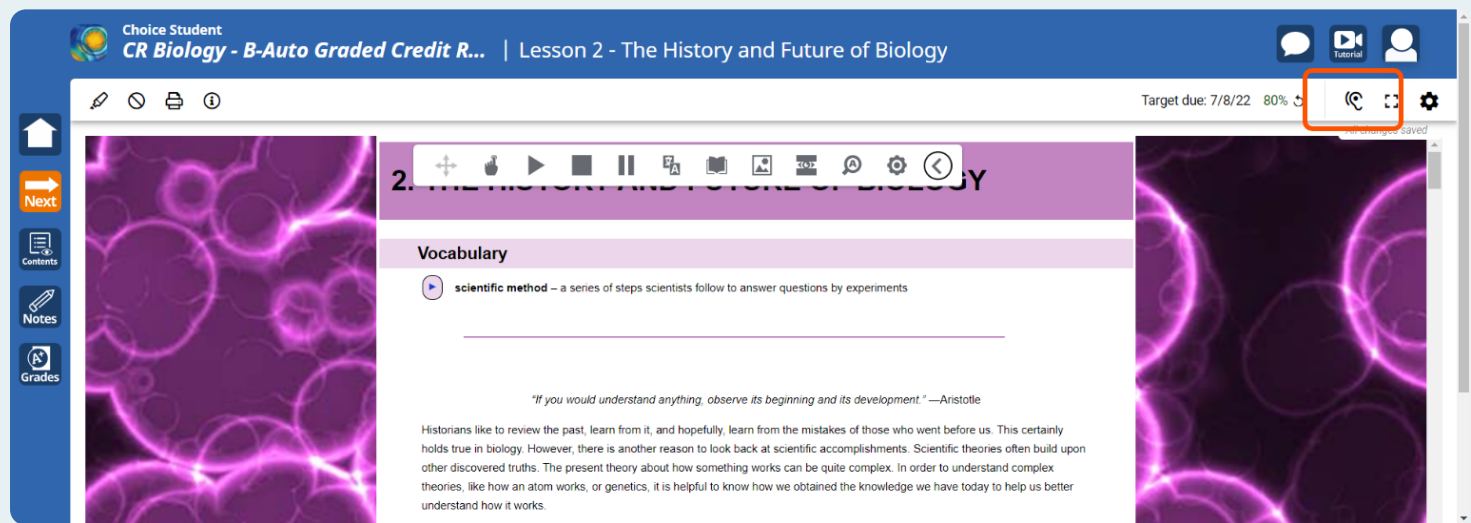 Choice Student
CR Biology - B-Auto Graded Credit R... | Lesson 2 - The History and Future of Biology
Tutorial
Target due: 7/8/22 80%
All changes saved
Next
Contents
Notes
A+
Grades
2. THE HISTORY AND FUTURE OF BIOLOGY
Vocabulary
scientific method – a series of steps scientists follow to answer questions by experiments
“If you would understand anything, observe its beginning and its development.” —Aristotle
Historians like to review the past, learn from it, and hopefully, learn from the mistakes of those who went before us. This certainly
holds true in biology. However, there is another reason to look back at scientific accomplishments. Scientific theories often build upon
other discovered truths. The present theory about how something works can be quite complex. In order to understand complex
theories, like how an atom works, or genetics, it is helpful to know how we obtained the knowledge we have today to help us better
understand how it works.